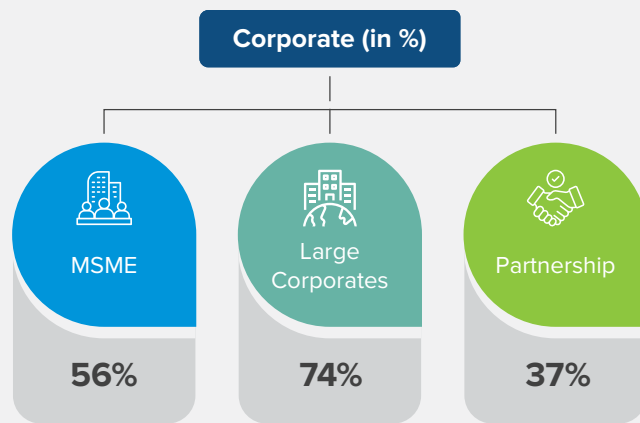 Corporate (in %)
MSME
Large
Corporates
Partnership
56%
74%
37%